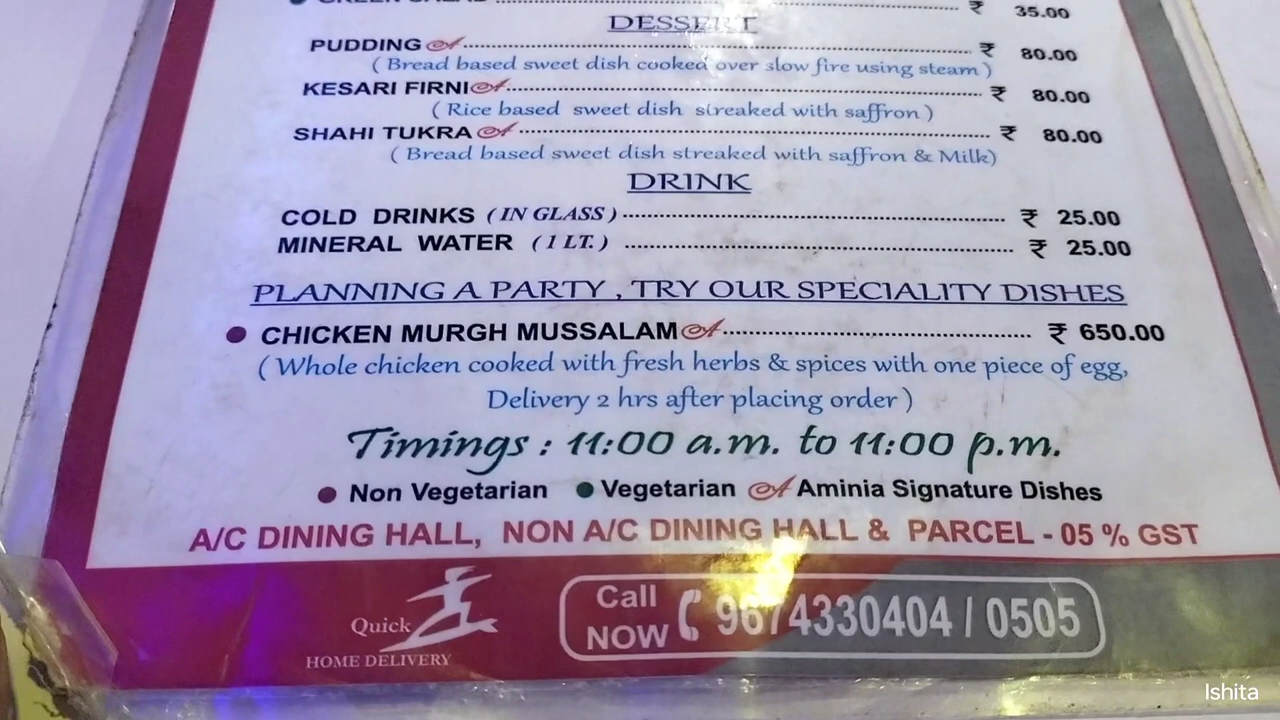 GREEN SALAD ............ ₹ 35.00
DESSERT
PUDDING ............ ₹ 80.00
( Bread based sweet dish cooked over slow fire using steam )
KESARI FIRNI ............ ₹ 80.00
( Rice based sweet dish streaked with saffron )
SHAHI TUKRA ............ ₹ 80.00
( Bread based sweet dish streaked with saffron & Milk)
DRINK
COLD DRINKS ( IN GLASS ) ............ ₹ 25.00
MINERAL WATER ( 1 LT. ) ............ ₹ 25.00
PLANNING A PARTY , TRY OUR SPECIALITY DISHES
CHICKEN MURGH MUSSALAM ............ ₹ 650.00
( Whole chicken cooked with fresh herbs & spices with one piece of egg,
Delivery 2 hrs after placing order )
Timings : 11:00 a.m. to 11:00 p.m.
Non Vegetarian Vegetarian A Aminia Signature Dishes
A/C DINING HALL, NON A/C DINING HALL & PARCEL - 05 % GST
Quick
HOME DELIVERY
Call
NOW
9674330404 / 0505
Ishita